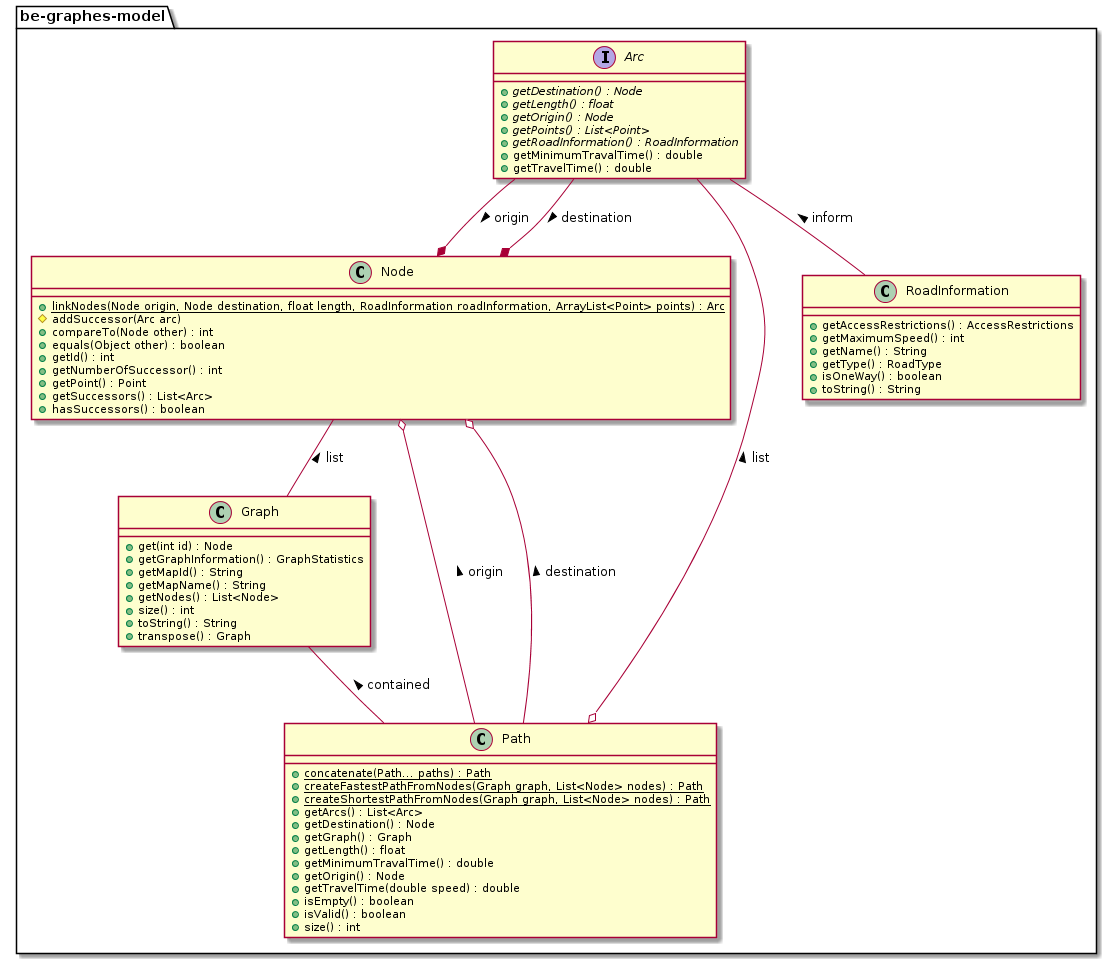 be-graphes-model
I Arc
getDestination() : Node
getLength() : float
getOrigin() : Node
getPoints() : List<Point>
getRoadInformation() : RoadInformation
getMinimumTravalTime() : double
getTravelTime() : double
origin
destination
inform
C Node
linkNodes(Node origin, Node destination, float length, RoadInformation roadInformation, ArrayList<Point> points) : Arc
addSuccessor(Arc arc)
compareTo(Node other) : int
equals(Object other) : boolean
getId() : int
getNumberOfSuccessor() : int
getPoint() : Point
getSuccessors() : List<Arc>
hasSuccessors() : boolean
C RoadInformation
getAccessRestrictions() : AccessRestrictions
getMaximumSpeed() : int
getName() : String
getType() : RoadType
isOneWay() : boolean
toString() : String
list
list
C Graph
get(int id) : Node
getGraphInformation() : GraphStatistics
getMapId() : String
getMapName() : String
getNodes() : List<Node>
size() : int
toString() : String
transpose() : Graph
origin
destination
contained
C Path
concatenate(Path... paths) : Path
createFastestPathFromNodes(Graph graph, List<Node> nodes) : Path
createShortestPathFromNodes(Graph graph, List<Node> nodes) : Path
getArcs() : List<Arc>
getDestination() : Node
getGraph() : Graph
getLength() : float
getMinimumTravalTime() : double
getOrigin() : Node
getTravelTime(double speed) : double
isEmpty() : boolean
isValid() : boolean
size() : int